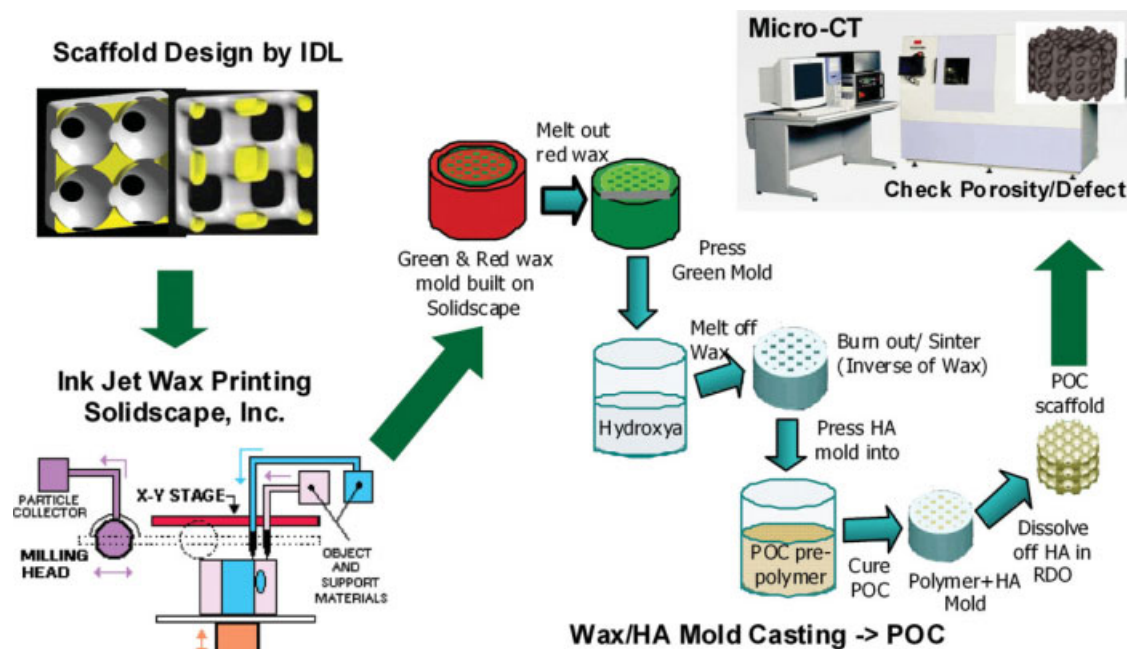 Scaffold Design by IDL
Ink Jet Wax Printing
Solidscape, Inc.
PARTICLE
COLLECTOR
X-Y STAGE
MILLING
HEAD
OBJECT
AND
SUPPORT
MATERIALS
Green & Red wax
mold built on
Solidscape
Melt out
red wax
Press
Green Mold
Hydroxya
Melt off
Wax
Burn out/ Sinter
(Inverse of Wax)
Press HA
mold into
POC pre-
polymer
Cure
POC
Polymer+HA
Mold
Dissolve
off HA in
RDO
POC
scaffold
Micro-CT
Check Porosity/Defect
Wax/HA Mold Casting -> POC